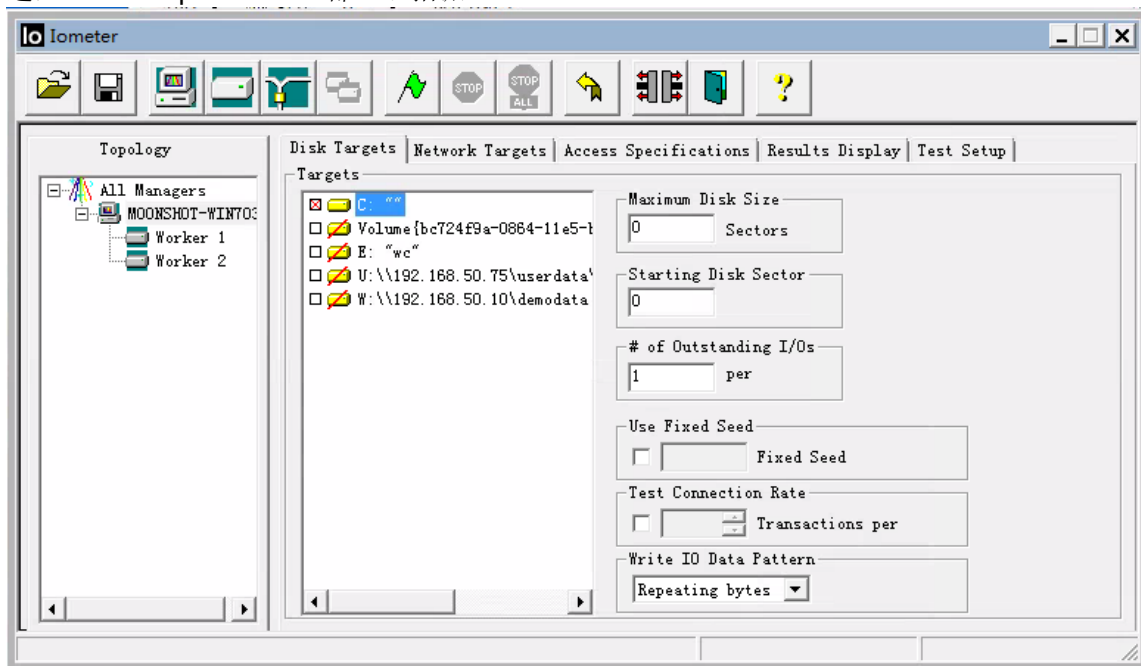 Iometer
STOP
STOP
ALL
Topology
All Managers
MOONSHOT-WIN703
Worker 1
Worker 2
Disk Targets
Network Targets
Access Specifications
Results Display
Test Setup
Targets
C: ""
Volume{bc724f9a-0864-11e5-b
E: "wc"
U:\\192.168.50.75\userdata\
W:\\192.168.50.10\demodata
Maximum Disk Size
0 Sectors
Starting Disk Sector
0
# of Outstanding I/Os
1 per
Use Fixed Seed
Fixed Seed
Test Connection Rate
Transactions per
Write IO Data Pattern
Repeating bytes